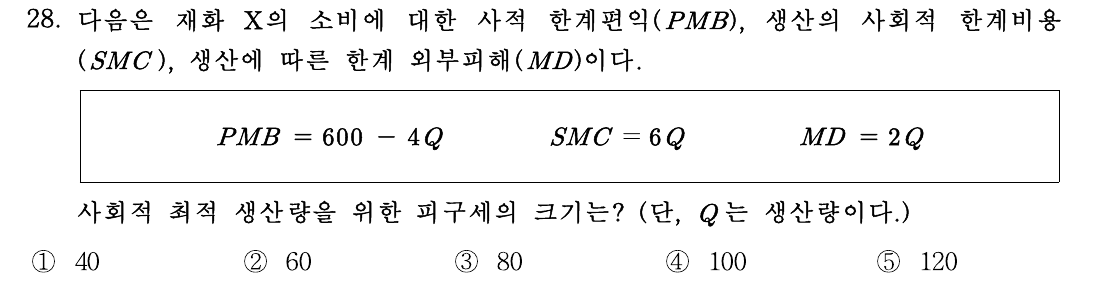 28. 다음은 재화 X의 소비에 대한 사적 한계편익(PMB), 생산의 사회적 한계비용
(SMC), 생산에 따른 한계 외부피해(MD)이다.
PMB = 600 - 4Q SMC = 6Q MD = 2Q
사회적 최적 생산량을 위한 피구세의 크기는? (단, Q는 생산량이다.)
① 40 ② 60 ③ 80 ④ 100 ⑤ 120